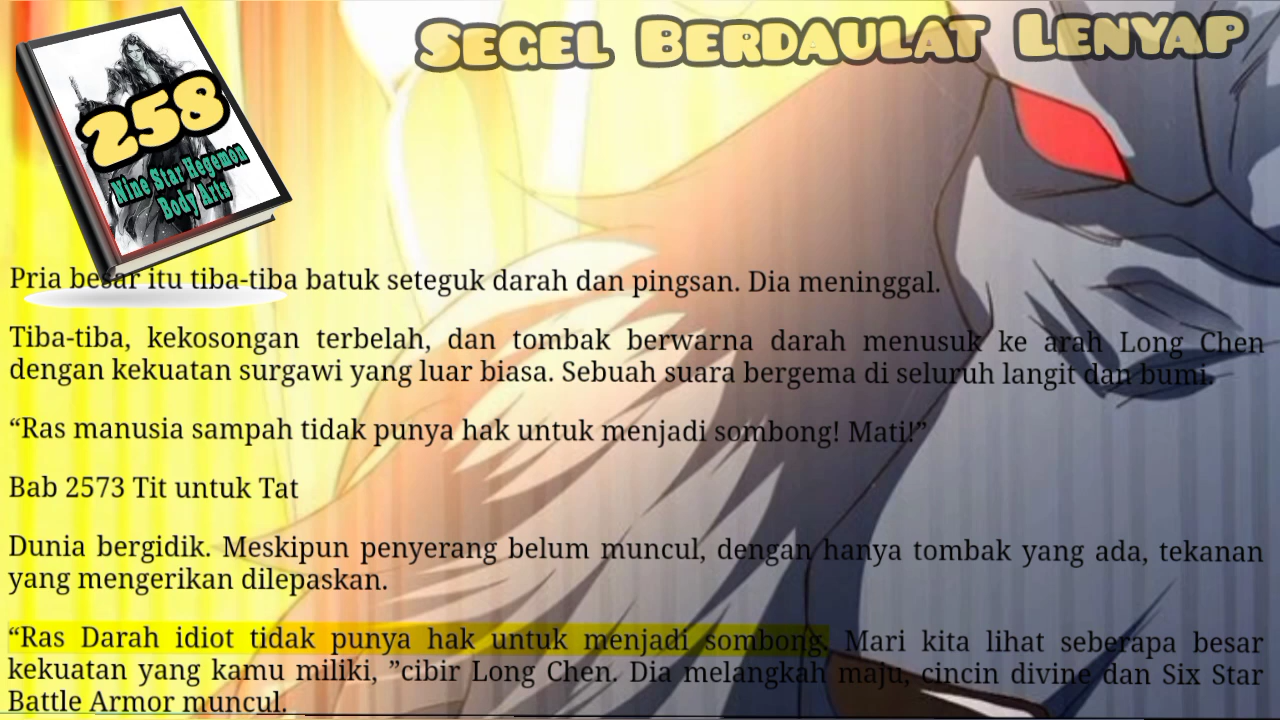 Segel Berdaulat Lenyap
258
Nine Star Hegemon
Body Arts
Pria besar itu tiba-tiba batuk seteguk darah dan pingsan. Dia meninggal.
Tiba-tiba, kekosongan terbelah, dan tombak berwarna darah menusuk ke arah Long Chen
dengan kekuatan surgawi yang luar biasa. Sebuah suara bergema di seluruh langit dan bumi.
“Ras manusia sampah tidak punya hak untuk menjadi sombong! Mati!”
Bab 2573 Tit untuk Tat
Dunia bergidik. Meskipun penyerang belum muncul, dengan hanya tombak yang ada, tekanan
yang mengerikan dilepaskan.
“Ras Darah idiot tidak punya hak untuk menjadi sombong. Mari kita lihat seberapa besar
kekuatan yang kamu miliki, ”cibir Long Chen. Dia melangkah maju, cincin divine dan Six Star
Battle Armor muncul.